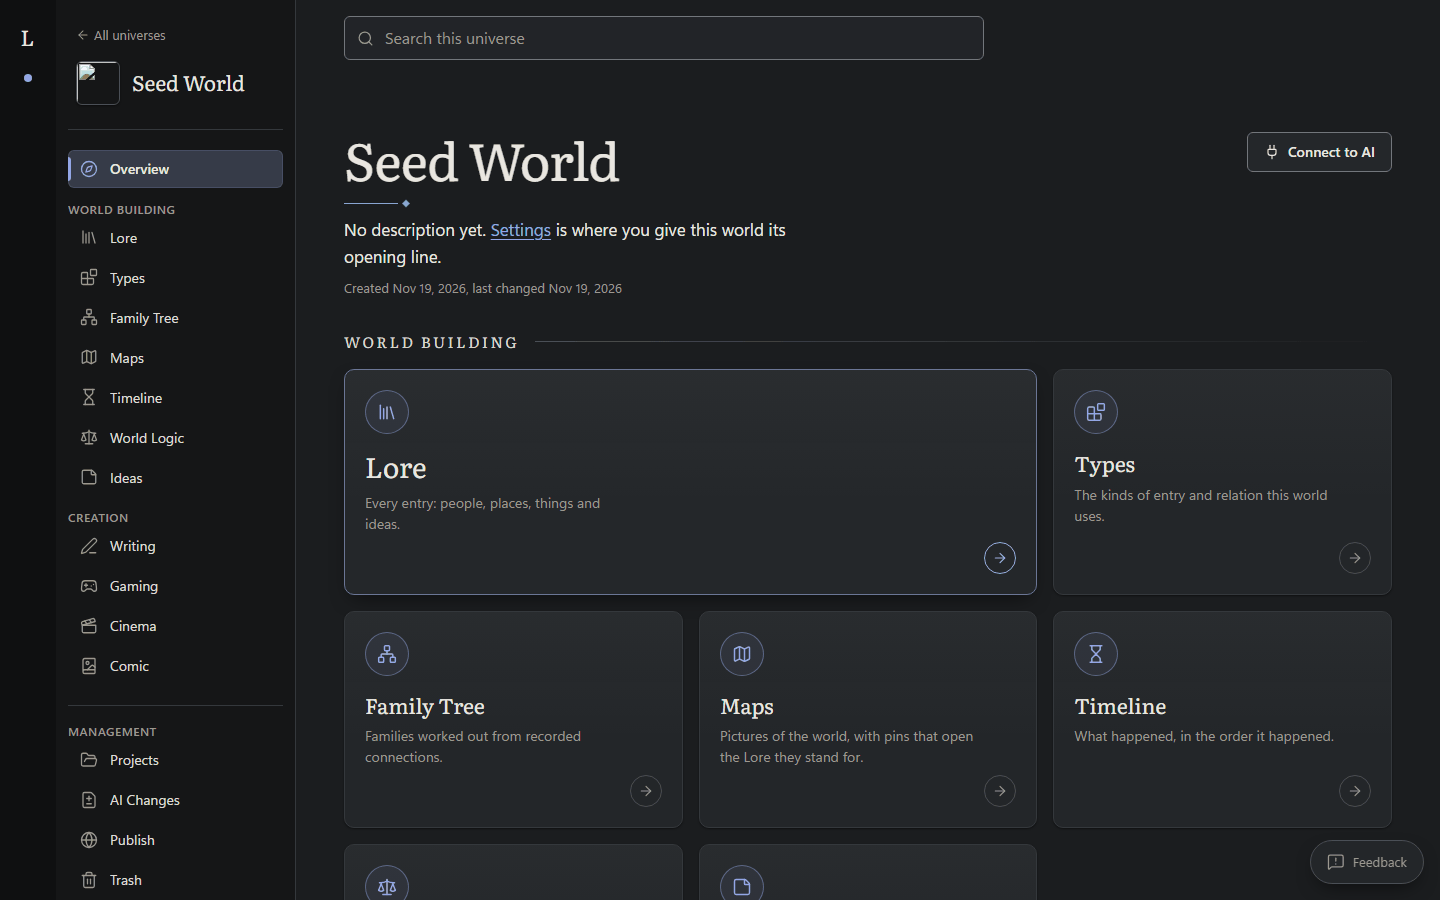 L
All universes
Seed World
Overview
WORLD BUILDING
Lore
Types
Family Tree
Maps
Timeline
World Logic
Ideas
CREATION
Writing
Gaming
Cinema
Comic
MANAGEMENT
Projects
AI Changes
Publish
Trash
Search this universe
Seed World
Connect to AI
No description yet. Settings is where you give this world its
opening line.
Created Nov 19, 2026, last changed Nov 19, 2026
WORLD BUILDING
Lore
Every entry: people, places, things and
ideas.
Types
The kinds of entry and relation this world
uses.
Family Tree
Families worked out from recorded
connections.
Maps
Pictures of the world, with pins that open
the Lore they stand for.
Timeline
What happened, in the order it happened.
Feedback